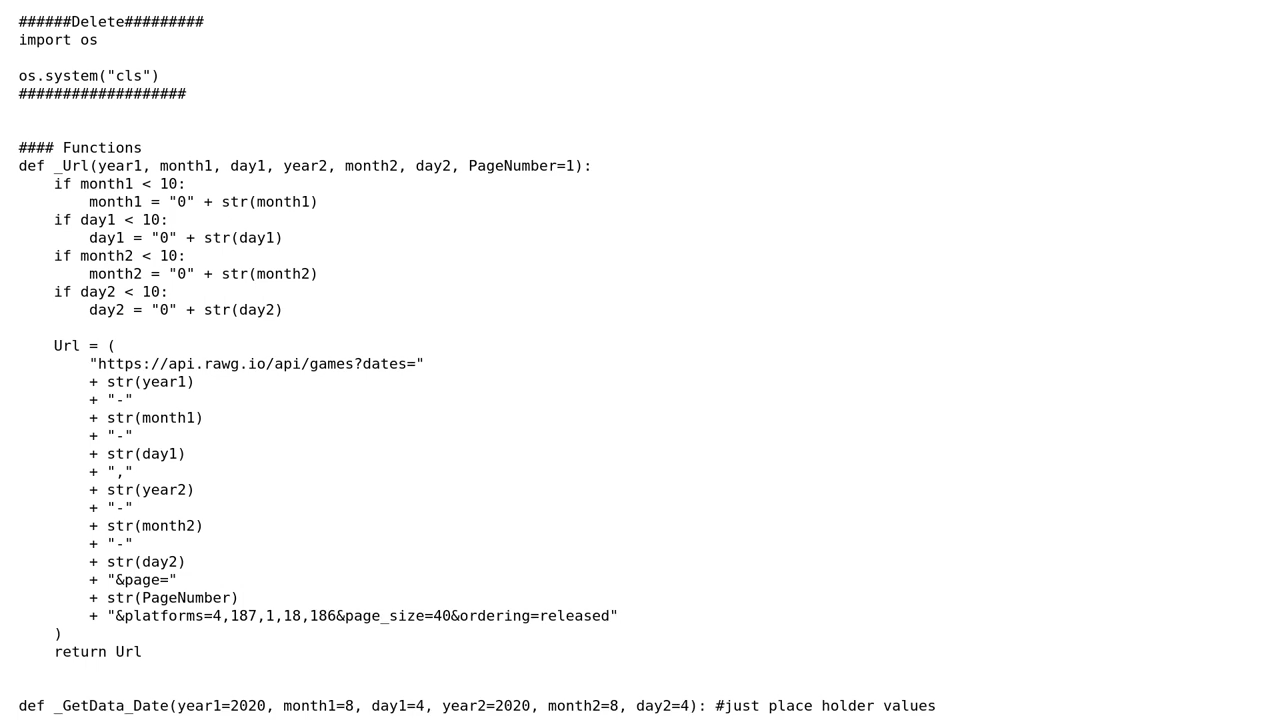 ######Delete#########
import os

os.system("cls")
###################


#### Functions
def _Url(year1, month1, day1, year2, month2, day2, PageNumber=1):
    if month1 < 10:
        month1 = "0" + str(month1)
    if day1 < 10:
        day1 = "0" + str(day1)
    if month2 < 10:
        month2 = "0" + str(month2)
    if day2 < 10:
        day2 = "0" + str(day2)

    Url = (
        "https://api.rawg.io/api/games?dates="
        + str(year1)
        + "-"
        + str(month1)
        + "-"
        + str(day1)
        + ","
        + str(year2)
        + "-"
        + str(month2)
        + "-"
        + str(day2)
        + "&page="
        + str(PageNumber)
        + "&platforms=4,187,1,18,186&page_size=40&ordering=released"
    )
    return Url


def _GetData_Date(year1=2020, month1=8, day1=4, year2=2020, month2=8, day2=4): #just place holder values